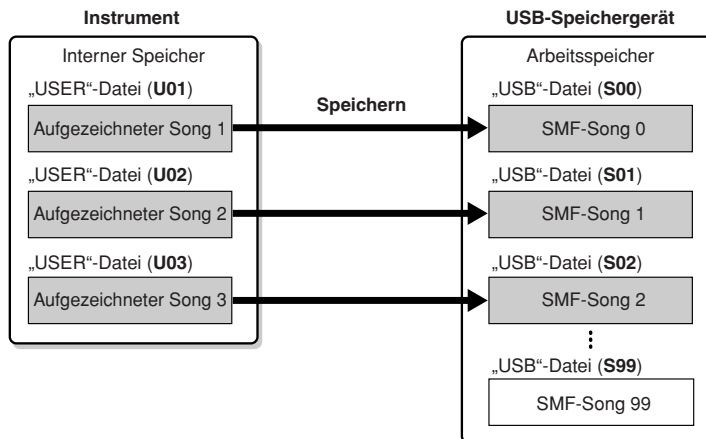 Instrument
Interner Speicher
„USER“-Datei (U01)
Aufgezeichneter Song 1
„USER“-Datei (U02)
Aufgezeichneter Song 2
„USER“-Datei (U03)
Aufgezeichneter Song 3
Speichern
USB-Speichergerät
Arbeitsspeicher
„USB“-Datei (S00)
SMF-Song 0
„USB“-Datei (S01)
SMF-Song 1
„USB“-Datei (S02)
SMF-Song 2
„USB“-Datei (S99)
SMF-Song 99